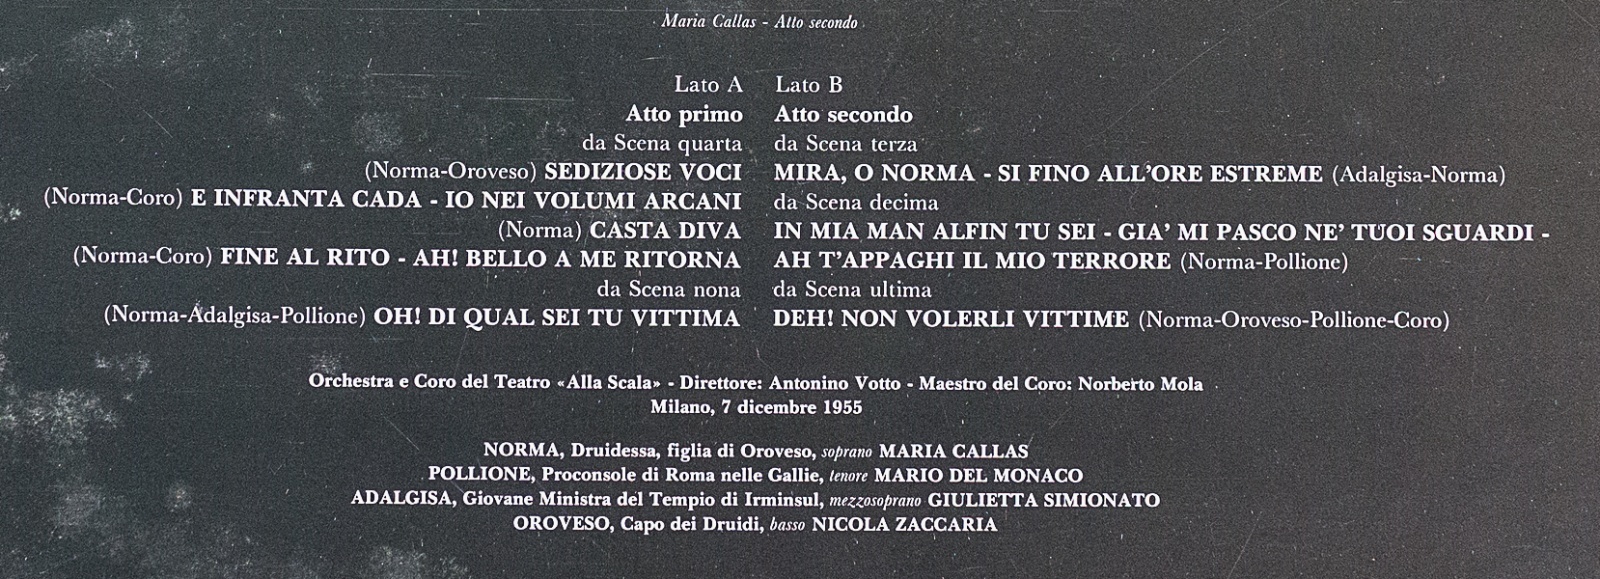 Maria Callas - Atto secondo
Lato A
Atto primo
da Scena quarta
(Norma-Oroveso) SEDIZIOSE VOCI
(Norma-Coro) E INFRANTA CADA - IO NEI VOLUMI ARCANI
(Norma) CASTA DIVA
(Norma-Coro) FINE AL RITO - AH! BELLO A ME RITORNA
da Scena nona
(Norma-Adalgisa-Pollione) OH! DI QUAL SEI TU VITTIMA
Lato B
Atto secondo
da Scena terza
MIRA, O NORMA - SI FINO ALL'ORE ESTREME (Adalgisa-Norma)
da Scena decima
IN MIA MAN ALFIN TU SEI - GIA' MI PASCO NE' TUOI SGUARDI -
AH T'APPAGHI IL MIO TERRORE (Norma-Pollione)
da Scena ultima
DEH! NON VOLERLI VITTIME (Norma-Oroveso-Pollione-Coro)
Orchestra e Coro del Teatro «Alla Scala» - Direttore: Antonino Votto - Maestro del Coro: Norberto Mola
Milano, 7 dicembre 1955
NORMA, Druidessa, figlia di Oroveso, soprano MARIA CALLAS
POLLIONE, Proconsole di Roma nelle Gallie, tenore MARIO DEL MONACO
ADALGISA, Giovane Ministra del Tempio di Irminsul, mezzosoprano GIULIETTA SIMIONATO
OROVESO, Capo dei Druidi, basso NICOLA ZACCARIA